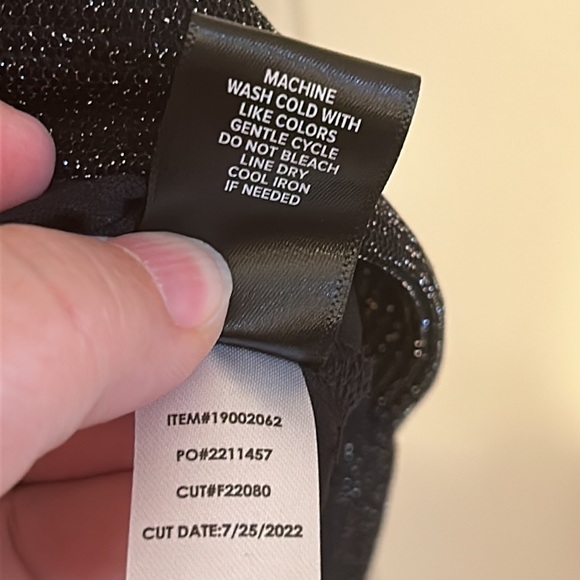 MACHINE
WASH COLD WITH
LIKE COLORS
GENTLE CYCLE
DO NOT BLEACH
LINE DRY
COOL IRON
IF NEEDED
ITEM#19002062
PO#2211457
CUT#F22080
CUT DATE:7/25/2022